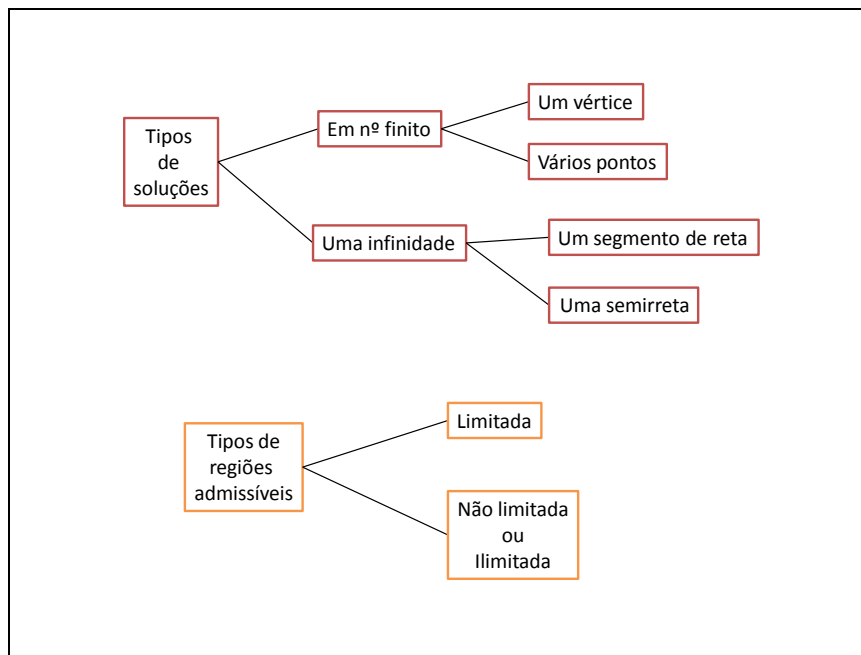 Tipos
de
soluções
Em nº finito
Um vértice
Vários pontos
Uma infinidade
Um segmento de reta
Uma semirreta
Tipos de
regiões
admissíveis
Limitada
Não limitada
ou
Ilimitada